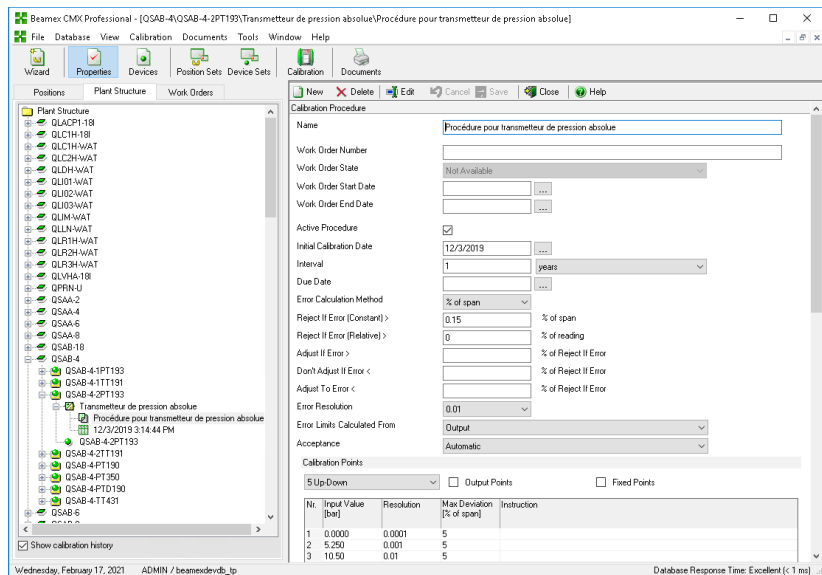 Beamex CMX Professional - [QSAB-4\QSAB-4-2PT193\Transmetteur de pression absolue\Procédure pour transmetteur de pression absolue]
File Database View Calibration Documents Tools Window Help
Wizard Properties Devices Position Sets Device Sets Calibration Documents
Positions Plant Structure Work Orders
Plant Structure
QLACP1-18I
QLC1H-18I
QLC1H-WAT
QLC2H-WAT
QLDH-WAT
QLI01-WAT
QLI02-WAT
QLI03-WAT
QLIM-WAT
QLLN-WAT
QLR1H-WAT
QLR2H-WAT
QLR3H-WAT
QLVHA-18I
QPRN-U
QSAA-2
QSAA-4
QSAA-6
QSAA-8
QSAB-18
QSAB-4
QSAB-4-1PT193
QSAB-4-1TT191
QSAB-4-2PT193
Transmetteur de pression absolue
Procédure pour transmetteur de pression absolue
12/3/2019 3:14:44 PM
QSAB-4-2PT193
QSAB-4-2TT191
QSAB-4-PT190
QSAB-4-PT350
QSAB-4-PTD190
QSAB-4-TT431
QSAB-6
Show calibration history
New Delete Edit Cancel Save Close Help
Calibration Procedure
Name Procédure pour transmetteur de pression absolue
Work Order Number
Work Order State Not Available
Work Order Start Date ...
Work Order End Date ...
Active Procedure
Initial Calibration Date 12/3/2019 ...
Interval 1 years
Due Date ...
Error Calculation Method % of span
Reject If Error (Constant) > 0.15 % of span
Reject If Error (Relative) > 0 % of reading
Adjust If Error > % of Reject If Error
Don't Adjust If Error < % of Reject If Error
Adjust To Error < % of Reject If Error
Error Resolution 0.01
Error Limits Calculated From Output
Acceptance Automatic
Calibration Points
5 Up-Down Output Points Fixed Points
Nr. Input Value Resolution Max Deviation Instruction
[bar] [% of span]
1 0.0000 0.0001 5
2 5.250 0.001 5
3 10.50 0.01 5
Wednesday, February 17, 2021 ADMIN / beamexdevdb_tp Database Response Time: Excellent (< 1 ms)